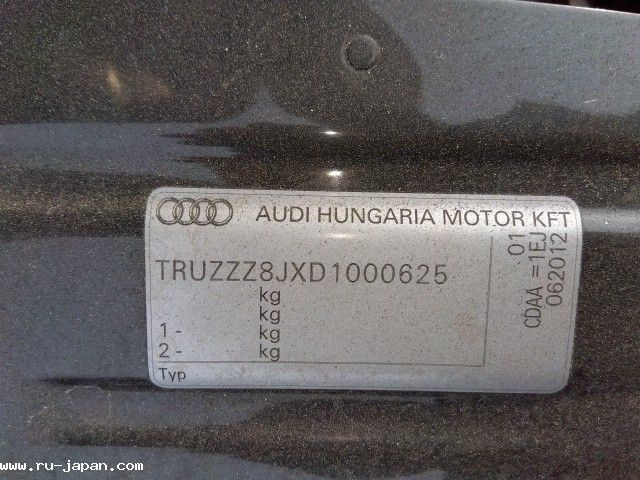 AUDI HUNGARIA MOTOR KFT
TRUZZZ8JXD1000625
kg
kg
1 - kg
2 - kg
Typ
01
CDAA =1EJ
062012
www.ru-japan.com